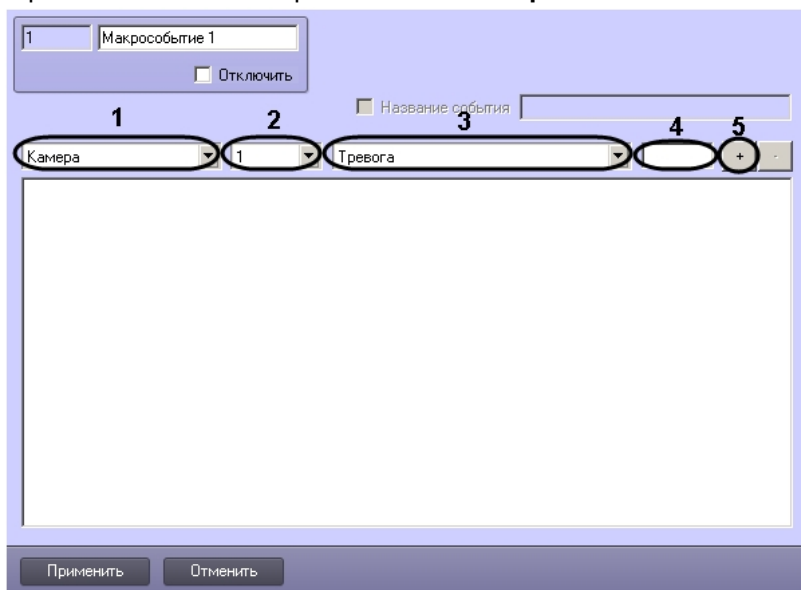 1 Макрособытие 1
Отключить
Название события
1 2 3 4 5
Камера 1 Тревога + -
Применить Отменить